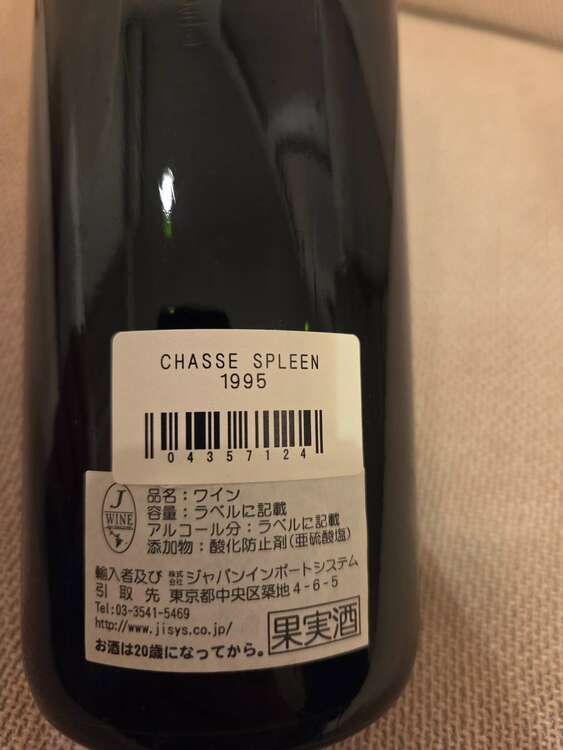 CHASSE SPLEEN
1995
04357124
J
WINE
品名：ワイン
容量：ラベルに記載
アルコール分：ラベルに記載
添加物：酸化防止剤(亜硫酸塩)
輸入者及び 株式会社 ジャパンインポートシステム
引取先 東京都中央区築地4-6-5
Tel:03-3541-5469
http://www.jisys.co.jp/
お酒は20歳になってから。
果実酒